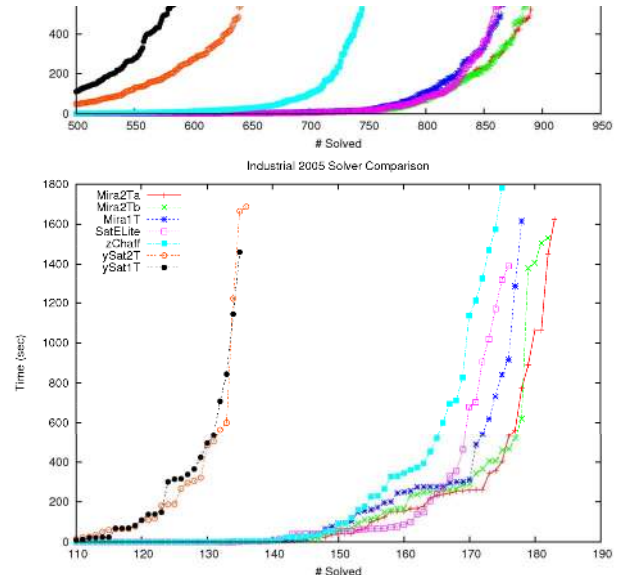 400
200
0
500 550 600 650 700 750 800 850 900 950
# Solved
Industrial 2005 Solver Comparison
1800
1600
1400
1200
1000
800
600
400
200
0
Time (sec)
Mira2Ta
Mira2Tb
Mira1T
SatELite
zChaff
ySat2T
ySat1T
110 120 130 140 150 160 170 180 190
# Solved